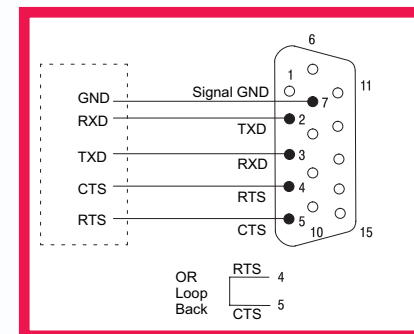 6
1
11
GND Signal GND 7
RXD TXD 2
TXD RXD 3
CTS RTS 4
RTS CTS 5
10 15
OR RTS 4
Loop
Back CTS 5